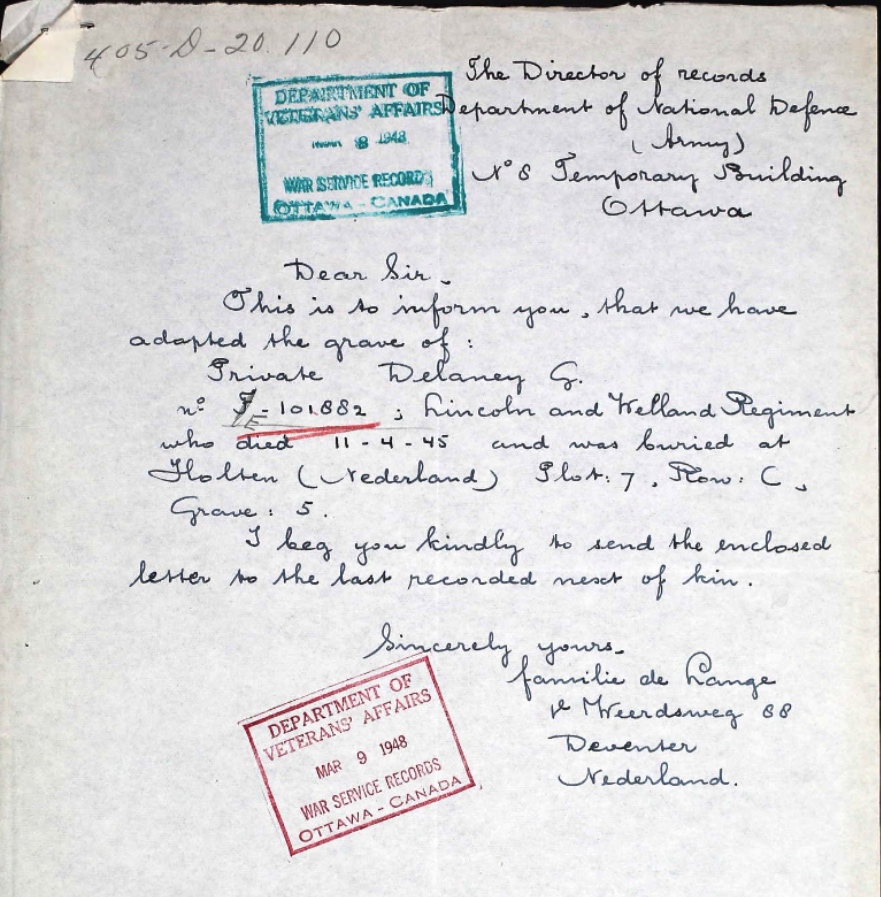 405-D-20.110
The Director of records
Department of National Defence
(Army)
N° 8 Temporary Building
Ottawa
DEPARTMENT OF
VETERANS' AFFAIRS
8 1948
WAR SERVICE RECORDS
OTTAWA - CANADA
Dear Sir.
This is to inform you, that we have
adopted the grave of:
Private Delaney G.
n° F-101.882; Lincoln and Welland Regiment
who died 11-4-45 and was buried at
Holten (Nederland) Plot: 7, Row: C,
Grave: 5.
I beg you kindly to send the enclosed
letter to the last recorded next of kin.
Sincerely yours.
familie de Lange
Weerdsweg 88
Deventer
Nederland.
DEPARTMENT OF
VETERANS' AFFAIRS
MAR 9 1948
WAR SERVICE RECORDS
OTTAWA - CANADA